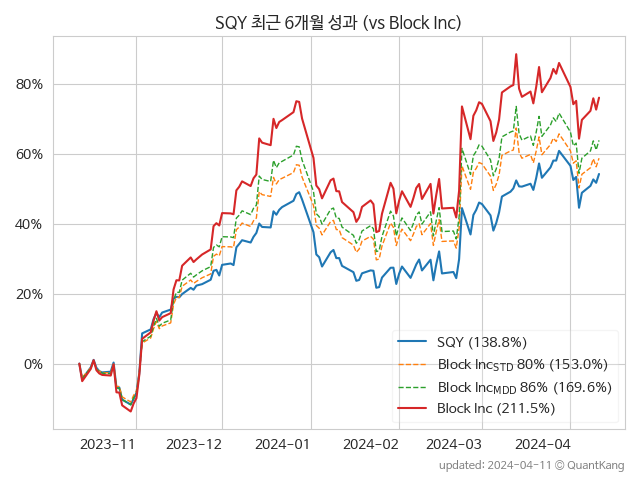 SQY 최근 6개월 성과 (vs Block Inc)
80%
60%
40%
20%
0%
SQY (138.8%)
Block IncSTD 80% (153.0%)
Block IncMDD 86% (169.6%)
Block Inc (211.5%)
2023-11 2023-12 2024-01 2024-02 2024-03 2024-04
updated: 2024-04-11 © QuantKang